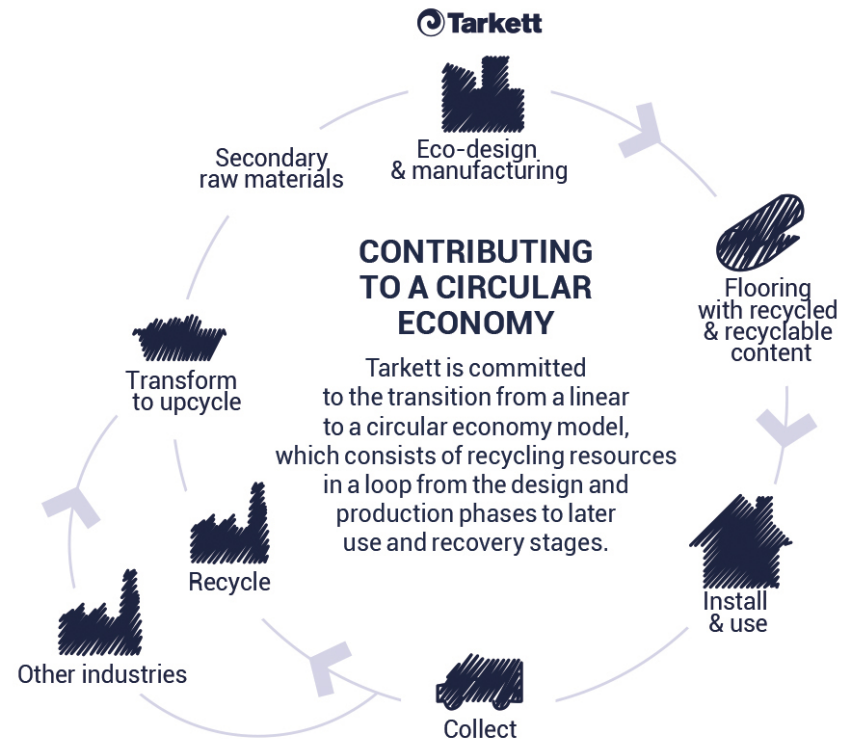 Tarkett
Eco-design
& manufacturing
Secondary
raw materials
CONTRIBUTING
TO A CIRCULAR
ECONOMY
Tarkett is committed
to the transition from a linear
to a circular economy model,
which consists of recycling resources
in a loop from the design and
production phases to later
use and recovery stages.
Flooring
with recycled
& recyclable
content
Install
& use
Collect
Recycle
Other industries
Transform
to upcycle